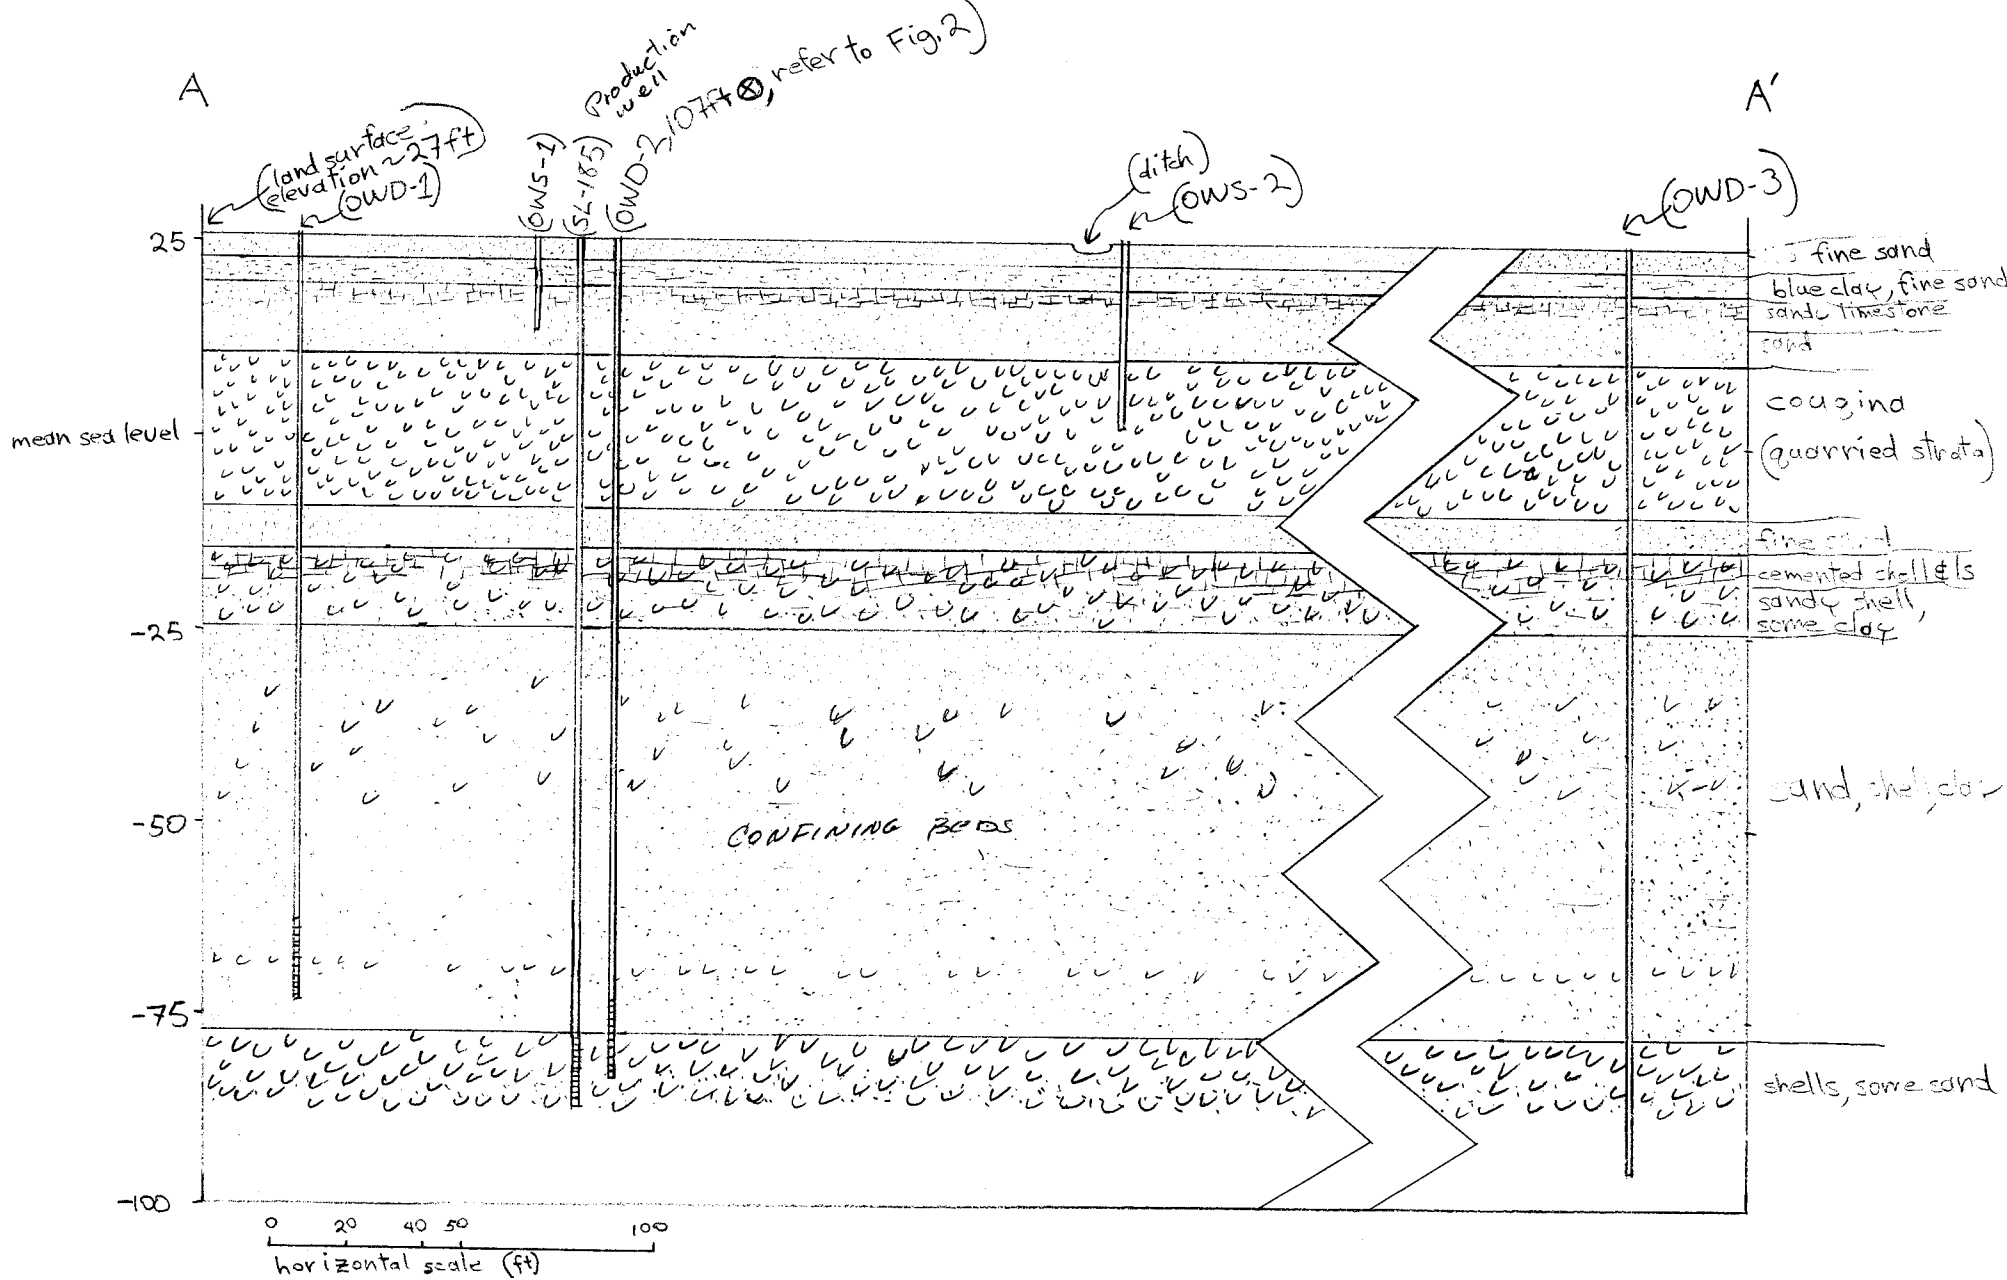 A
A'
(land surface
elevation ~27ft)
(OWD-1)
(OWS-1)
(SL-185)
Production
well
(OWD-2, 107ft ⊗, refer to Fig. 2)
(ditch)
(OWS-2)
(OWD-3)
25
mean sea level
-25
-50
-75
-100
fine sand
blue clay, fine sand
sandy limestone
sand
couqina
(quarried strata)
fine sand
cemented shell & ls
sandy shell,
some clay
sand, shell, clay
CONFINING BEDS
shells, some sand
0 20 40 50 100
horizontal scale (ft)